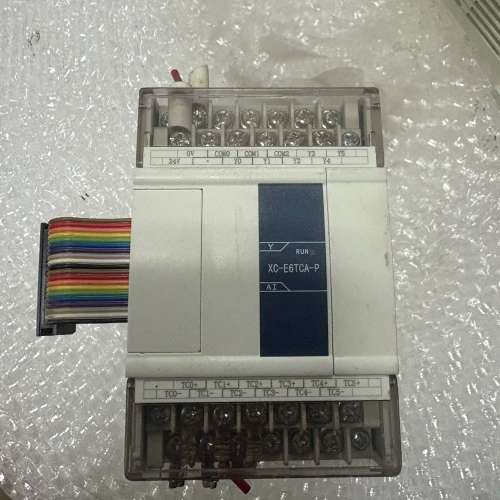 0V COM0 COM1 COM2 Y3 Y5
24V - Y0 Y1 Y2 Y4
Y
RUN
XC-E6TCA-P
AI
TC0+ TC1+ TC2+ TC3+ TC4+ TC5+
TC0- TC1- TC2- TC3- TC4- TC5-